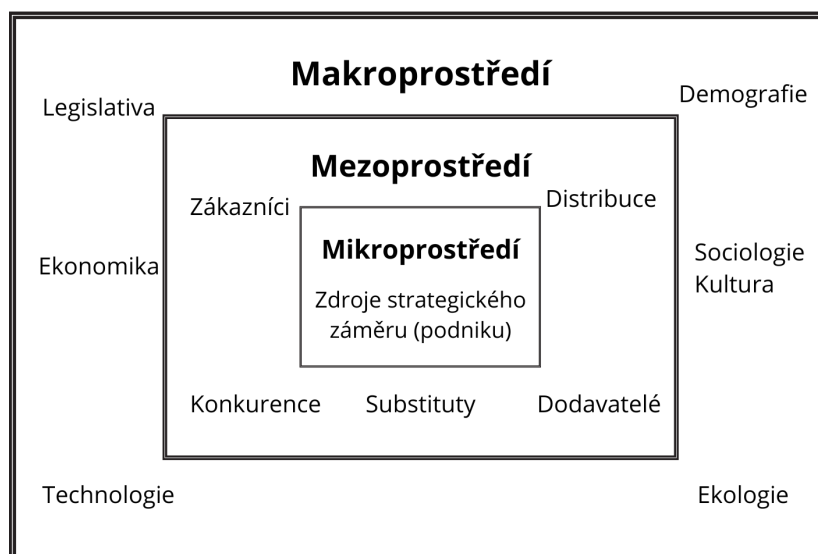 Makroprostředí
Legislativa
Demografie
Mezoprostředí
Zákazníci
Distribuce
Mikroprostředí
Ekonomika
Sociologie
Kultura
Zdroje strategického
záměru (podniku)
Konkurence
Substituty
Dodavatelé
Technologie
Ekologie